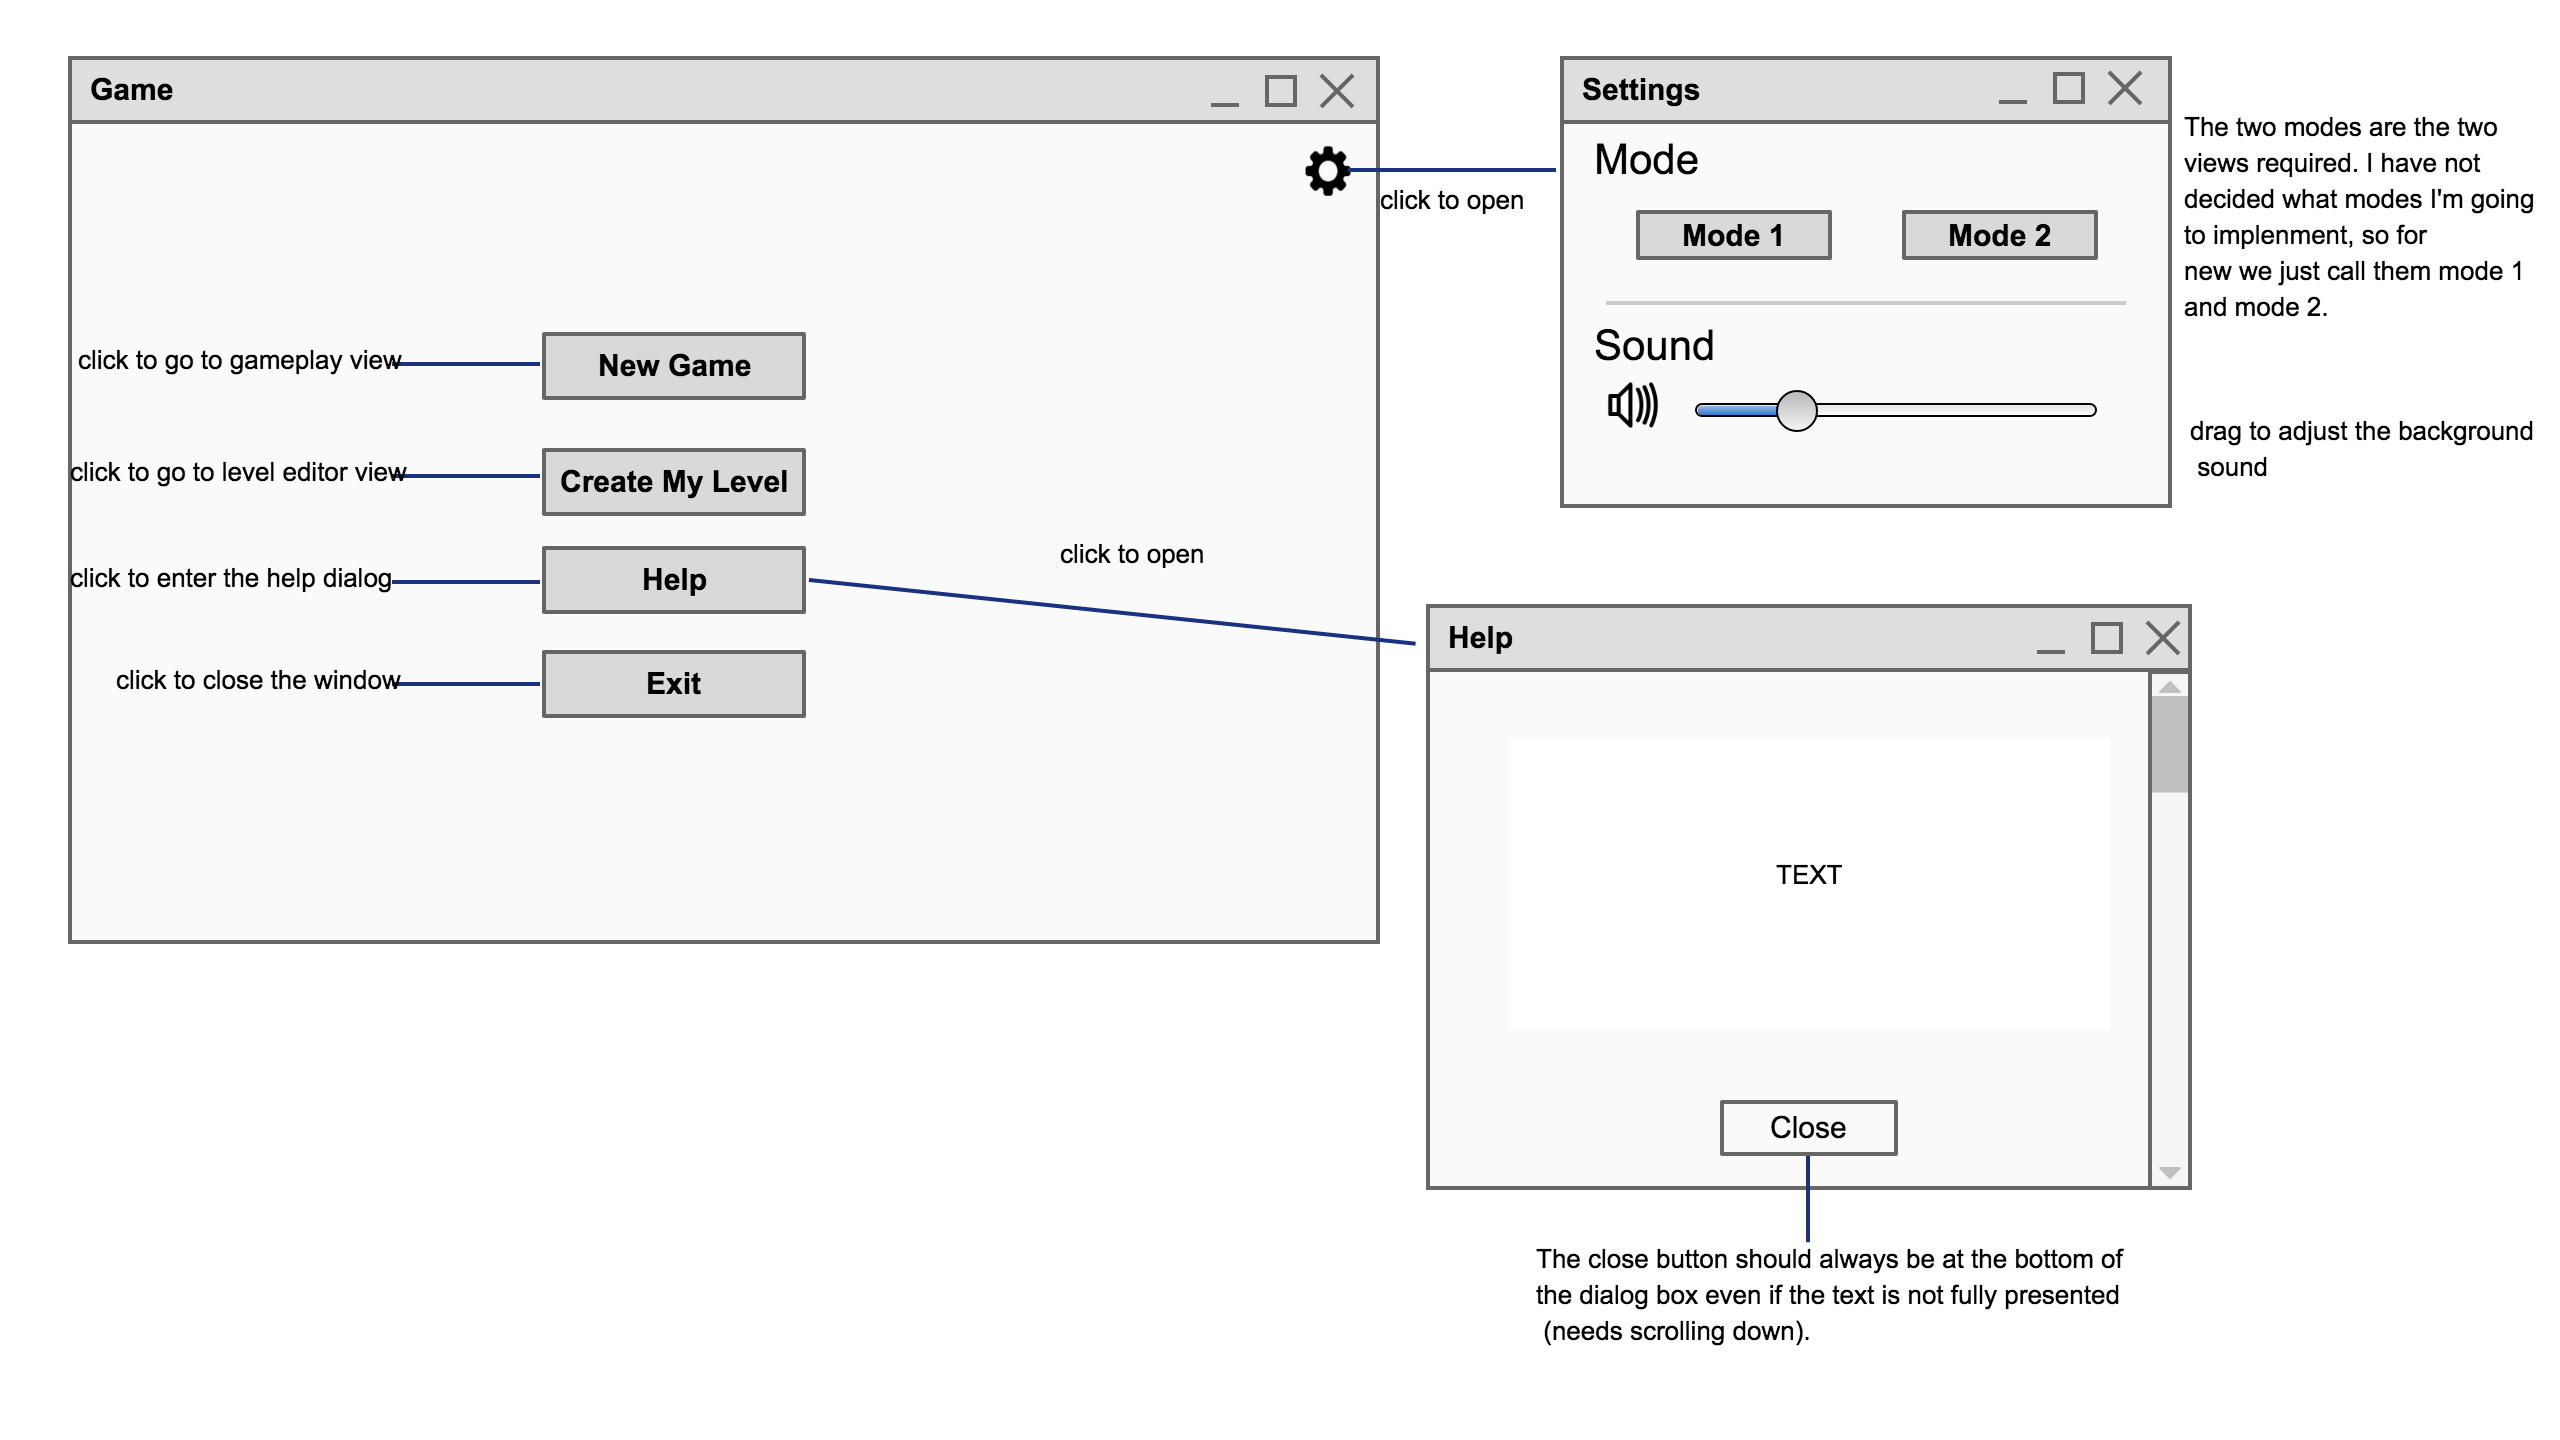 Game
click to open
click to go to gameplay view
New Game
click to go to level editor view
Create My Level
click to enter the help dialog
Help
click to open
click to close the window
Exit
Settings
Mode
Mode 1
Mode 2
Sound
The two modes are the two
views required. I have not
decided what modes I'm going
to implenment, so for
new we just call them mode 1
and mode 2.
drag to adjust the background
sound
Help
TEXT
Close
The close button should always be at the bottom of
the dialog box even if the text is not fully presented
(needs scrolling down).